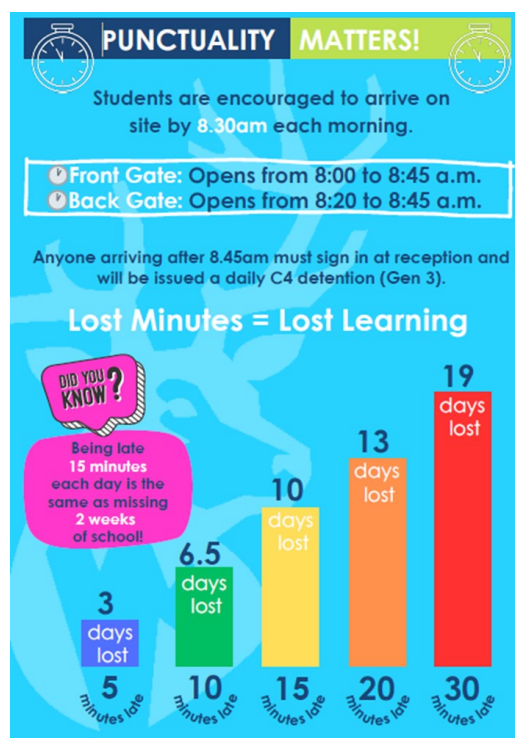 PUNCTUALITY MATTERS!
Students are encouraged to arrive on
site by 8.30am each morning.
Front Gate: Opens from 8:00 to 8:45 a.m.
Back Gate: Opens from 8:20 to 8:45 a.m.
Anyone arriving after 8.45am must sign in at reception and
will be issued a daily C4 detention (Gen 3).
Lost Minutes = Lost Learning
DID YOU
KNOW?
Being late
15 minutes
each day is the
same as missing
2 weeks
of school!
3
days
lost
5
minutes late
6.5
days
lost
10
minutes late
10
days
lost
15
minutes late
13
days
lost
20
minutes late
19
days
lost
30
minutes late